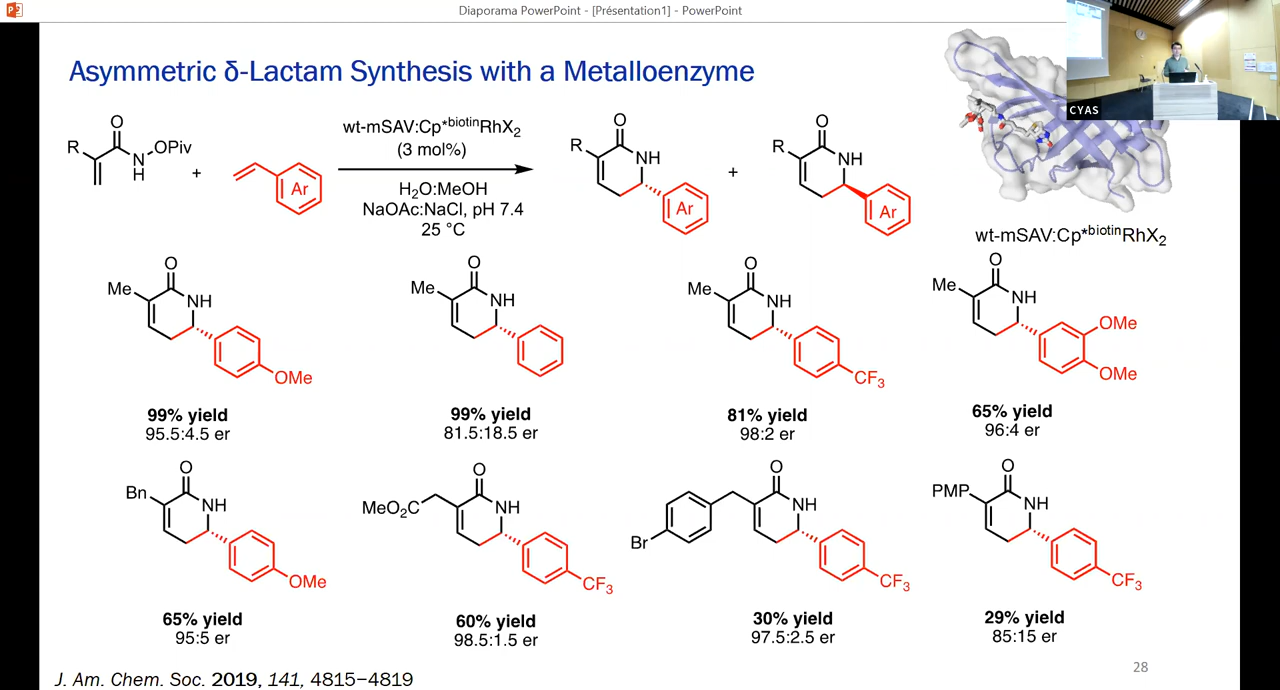 Diaporama PowerPoint - [Présentation1] - PowerPoint
CYAS
Asymmetric δ-Lactam Synthesis with a Metalloenzyme
R
O
N
H
OPiv
+
Ar
wt-mSAV:Cp*biotinRhX2
(3 mol%)
H2O:MeOH
NaOAc:NaCl, pH 7.4
25 °C
R
O
NH
Ar
+
R
O
NH
Ar
wt-mSAV:Cp*biotinRhX2
Me
O
NH
OMe
99% yield
95.5:4.5 er
Me
O
NH
99% yield
81.5:18.5 er
Me
O
NH
CF3
81% yield
98:2 er
Me
O
NH
OMe
OMe
65% yield
96:4 er
Bn
O
NH
OMe
65% yield
95:5 er
MeO2C
O
NH
CF3
60% yield
98.5:1.5 er
Br
O
NH
CF3
30% yield
97.5:2.5 er
PMP
O
NH
CF3
29% yield
85:15 er
J. Am. Chem. Soc. 2019, 141, 4815−4819
28